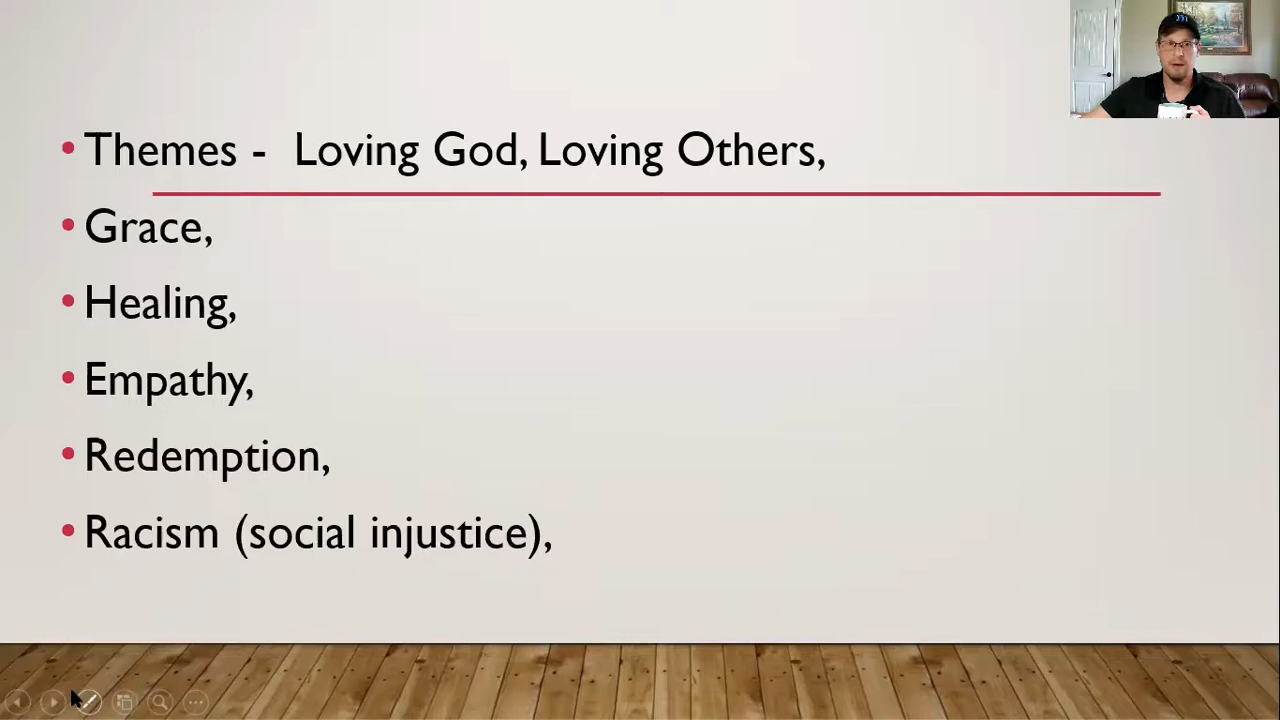 • Themes -  Loving God, Loving Others,
• Grace,
• Healing,
• Empathy,
• Redemption,
• Racism (social injustice),